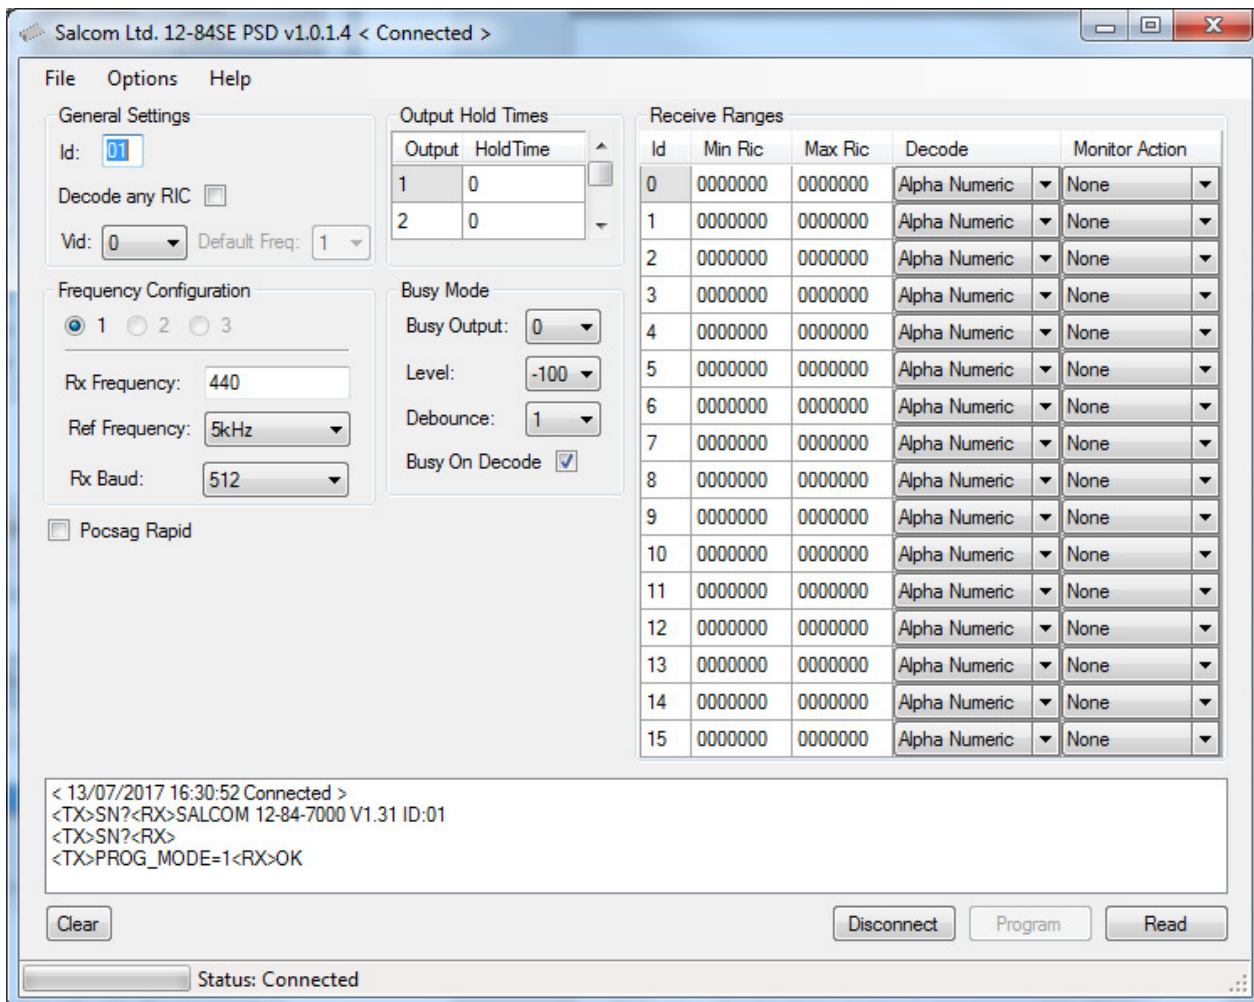 Salcom Ltd. 12-84SE PSD v1.0.1.4 < Connected >
File Options Help
General Settings
Id: 01
Decode any RIC
Vid: 0 Default Freq: 1
Output Hold Times
Output HoldTime
1 0
2 0
Frequency Configuration
1 2 3
Rx Frequency: 440
Ref Frequency: 5kHz
Rx Baud: 512
Pocsag Rapid
Busy Mode
Busy Output: 0
Level: -100
Debounce: 1
Busy On Decode
Receive Ranges
Id Min Ric Max Ric Decode Monitor Action
0 0000000 0000000 Alpha Numeric None
1 0000000 0000000 Alpha Numeric None
2 0000000 0000000 Alpha Numeric None
3 0000000 0000000 Alpha Numeric None
4 0000000 0000000 Alpha Numeric None
5 0000000 0000000 Alpha Numeric None
6 0000000 0000000 Alpha Numeric None
7 0000000 0000000 Alpha Numeric None
8 0000000 0000000 Alpha Numeric None
9 0000000 0000000 Alpha Numeric None
10 0000000 0000000 Alpha Numeric None
11 0000000 0000000 Alpha Numeric None
12 0000000 0000000 Alpha Numeric None
13 0000000 0000000 Alpha Numeric None
14 0000000 0000000 Alpha Numeric None
15 0000000 0000000 Alpha Numeric None
< 13/07/2017 16:30:52 Connected >
<TX>SN?<RX>SALCOM 12-84-7000 V1.31 ID:01
<TX>SN?<RX>
<TX>PROG_MODE=1<RX>OK
Clear Disconnect Program Read
Status: Connected